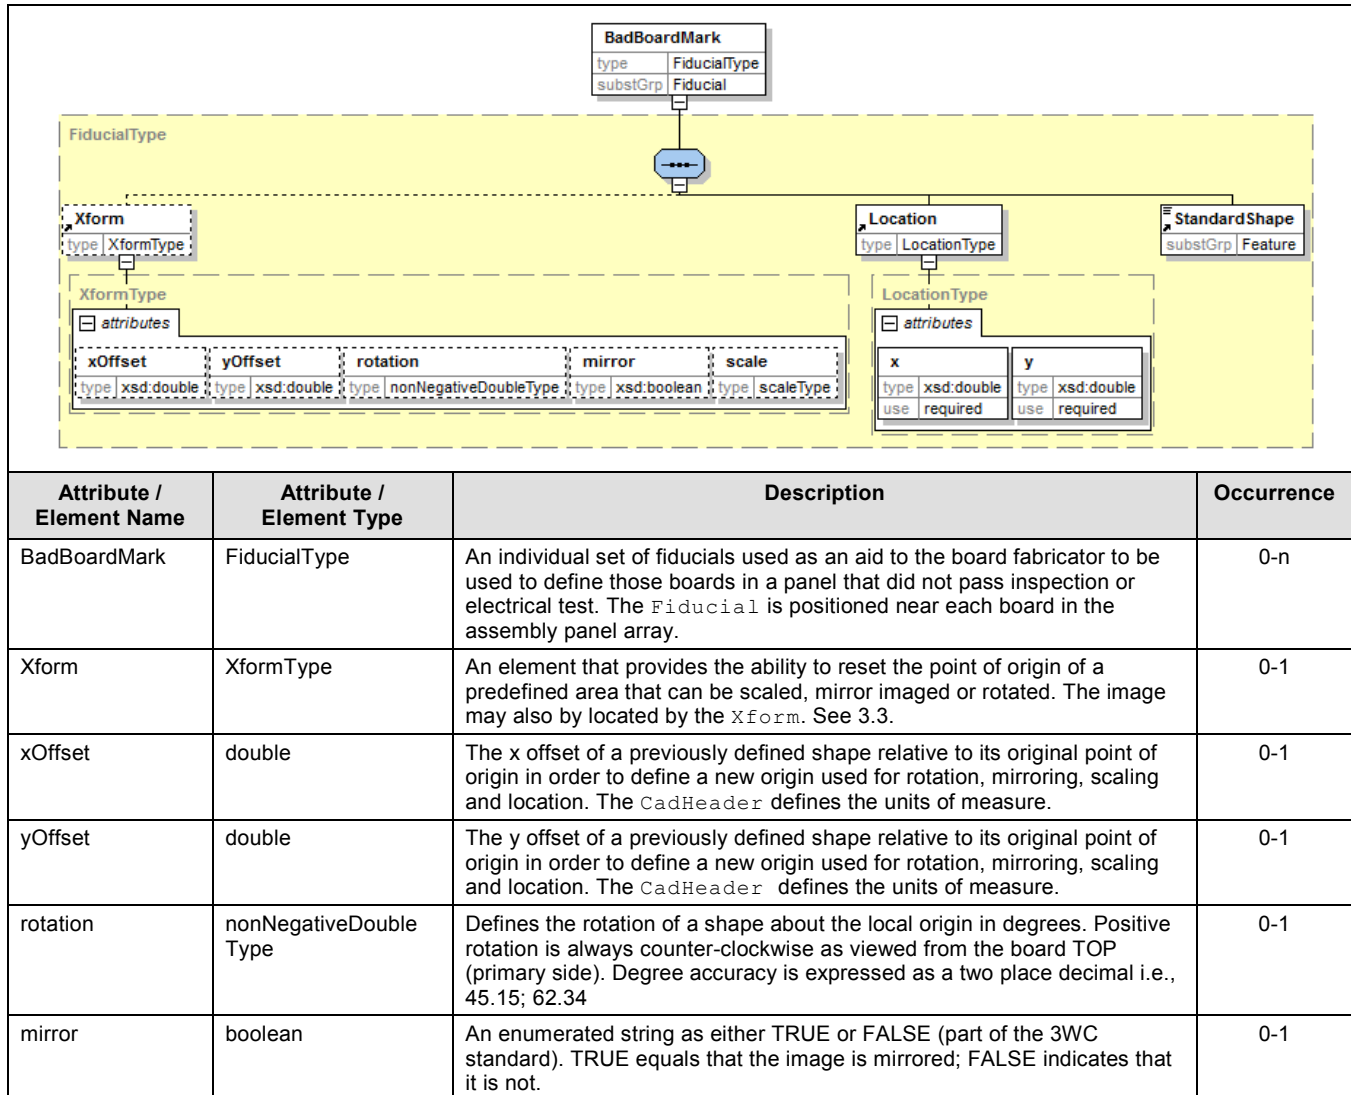 BadBoardMark
type FiducialType
substGrp Fiducial
FiducialType
Xform
type XformType
Location
type LocationType
StandardShape
substGrp Feature
XformType
attributes
xOffset
type xsd:double
yOffset
type xsd:double
rotation
type nonNegativeDoubleType
mirror
type xsd:boolean
scale
type scaleType
LocationType
attributes
x
type xsd:double
use required
y
type xsd:double
use required
Attribute /
Element Name
Attribute /
Element Type
Description
Occurrence
BadBoardMark
FiducialType
An individual set of fiducials used as an aid to the board fabricator to be
used to define those boards in a panel that did not pass inspection or
electrical test. The Fiducial is positioned near each board in the
assembly panel array.
0-n
Xform
XformType
An element that provides the ability to reset the point of origin of a
predefined area that can be scaled, mirror imaged or rotated. The image
may also by located by the Xform. See 3.3.
0-1
xOffset
double
The x offset of a previously defined shape relative to its original point of
origin in order to define a new origin used for rotation, mirroring, scaling
and location. The CadHeader defines the units of measure.
0-1
yOffset
double
The y offset of a previously defined shape relative to its original point of
origin in order to define a new origin used for rotation, mirroring, scaling
and location. The CadHeader defines the units of measure.
0-1
rotation
nonNegativeDouble
Type
Defines the rotation of a shape about the local origin in degrees. Positive
rotation is always counter-clockwise as viewed from the board TOP
(primary side). Degree accuracy is expressed as a two place decimal i.e.,
45.15; 62.34
0-1
mirror
boolean
An enumerated string as either TRUE or FALSE (part of the 3WC
standard). TRUE equals that the image is mirrored; FALSE indicates that
it is not.
0-1